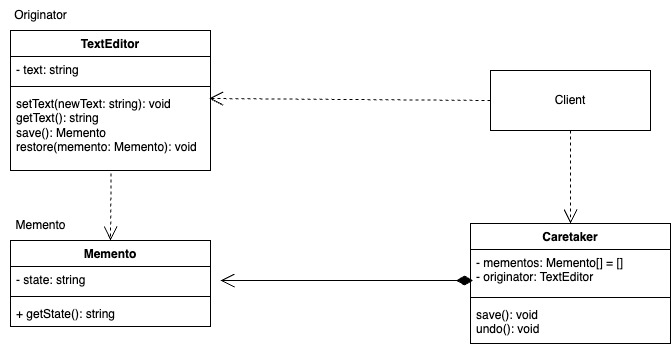 Originator
TextEditor
- text: string
setText(newText: string): void
getText(): string
save(): Memento
restore(memento: Memento): void
Client
Memento
Memento
- state: string
+ getState(): string
Caretaker
- mementos: Memento[] = []
- originator: TextEditor
save(): void
undo(): void